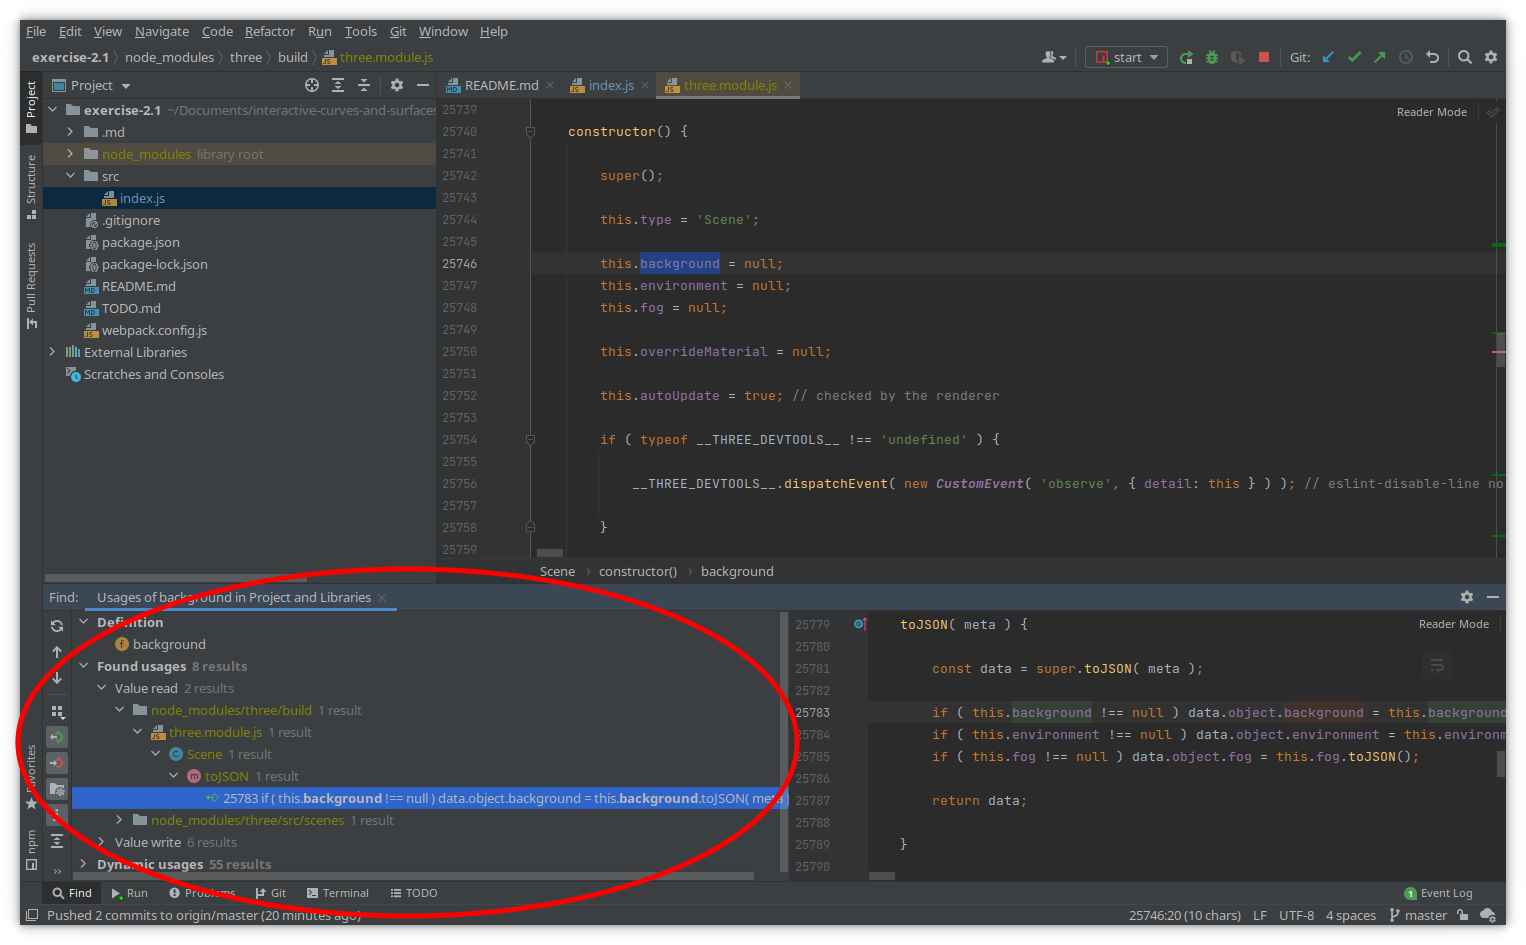 File Edit View Navigate Code Refactor Run Tools Git Window Help
exercise-2.1 node_modules three build three.module.js
start Git:
Project
README.md index.js three.module.js
Project
Structure
Pull Requests
Favorites
npm
exercise-2.1 ~/Documents/interactive-curves-and-surfaces
.md
node_modules library root
src
index.js
.gitignore
package.json
package-lock.json
README.md
TODO.md
webpack.config.js
External Libraries
Scratches and Consoles
Reader Mode
25739
25740 constructor() {
25741
25742 super();
25743
25744 this.type = 'Scene';
25745
25746 this.background = null;
25747 this.environment = null;
25748 this.fog = null;
25749
25750 this.overrideMaterial = null;
25751
25752 this.autoUpdate = true; // checked by the renderer
25753
25754 if ( typeof __THREE_DEVTOOLS__ !== 'undefined' ) {
25755
25756 __THREE_DEVTOOLS__.dispatchEvent( new CustomEvent( 'observe', { detail: this } ) ); // eslint-disable-line no
25757
25758 }
25759
Scene constructor() background
Find: Usages of background in Project and Libraries
Definition
background
Found usages 8 results
Value read 2 results
node_modules/three/build 1 result
three.module.js 1 result
Scene 1 result
toJSON 1 result
25783 if ( this.background !== null ) data.object.background = this.background.toJSON( meta )
node_modules/three/src/scenes 1 result
Value write 6 results
Dynamic usages 55 results
Reader Mode
25779 toJSON( meta ) {
25780
25781 const data = super.toJSON( meta );
25782
25783 if ( this.background !== null ) data.object.background = this.background
25784 if ( this.environment !== null ) data.object.environment = this.environm
25785 if ( this.fog !== null ) data.object.fog = this.fog.toJSON();
25786
25787 return data;
25788
25789 }
25790
Find Run Problems Git Terminal TODO
1 Event Log
Pushed 2 commits to origin/master (20 minutes ago)
25746:20 (10 chars) LF UTF-8 4 spaces master